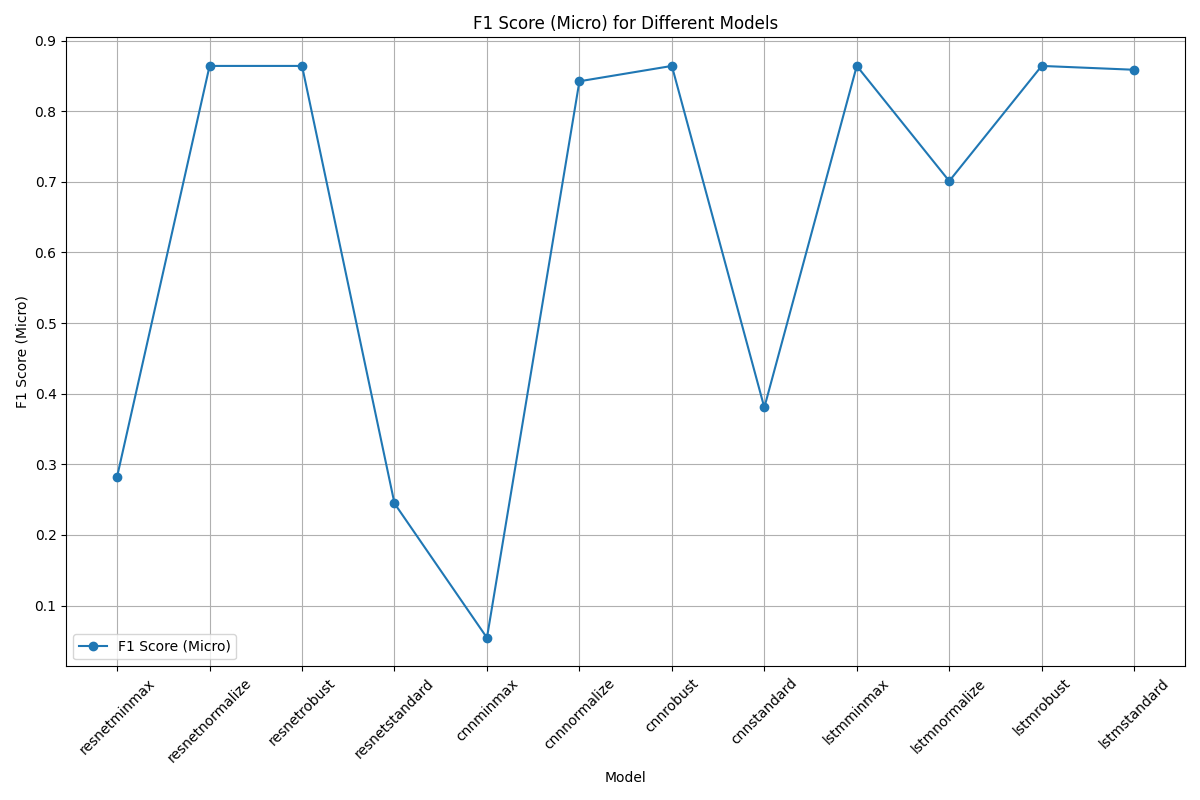 F1 Score (Micro) for Different Models
F1 Score (Micro)
0.9
0.8
0.7
0.6
0.5
0.4
0.3
0.2
0.1
F1 Score (Micro)
resnetminmax
resnetnormalize
resnetrobust
resnetstandard
cnnminmax
cnnnormalize
cnnrobust
cnnstandard
lstmminmax
lstmnormalize
lstmrobust
lstmstandard
Model